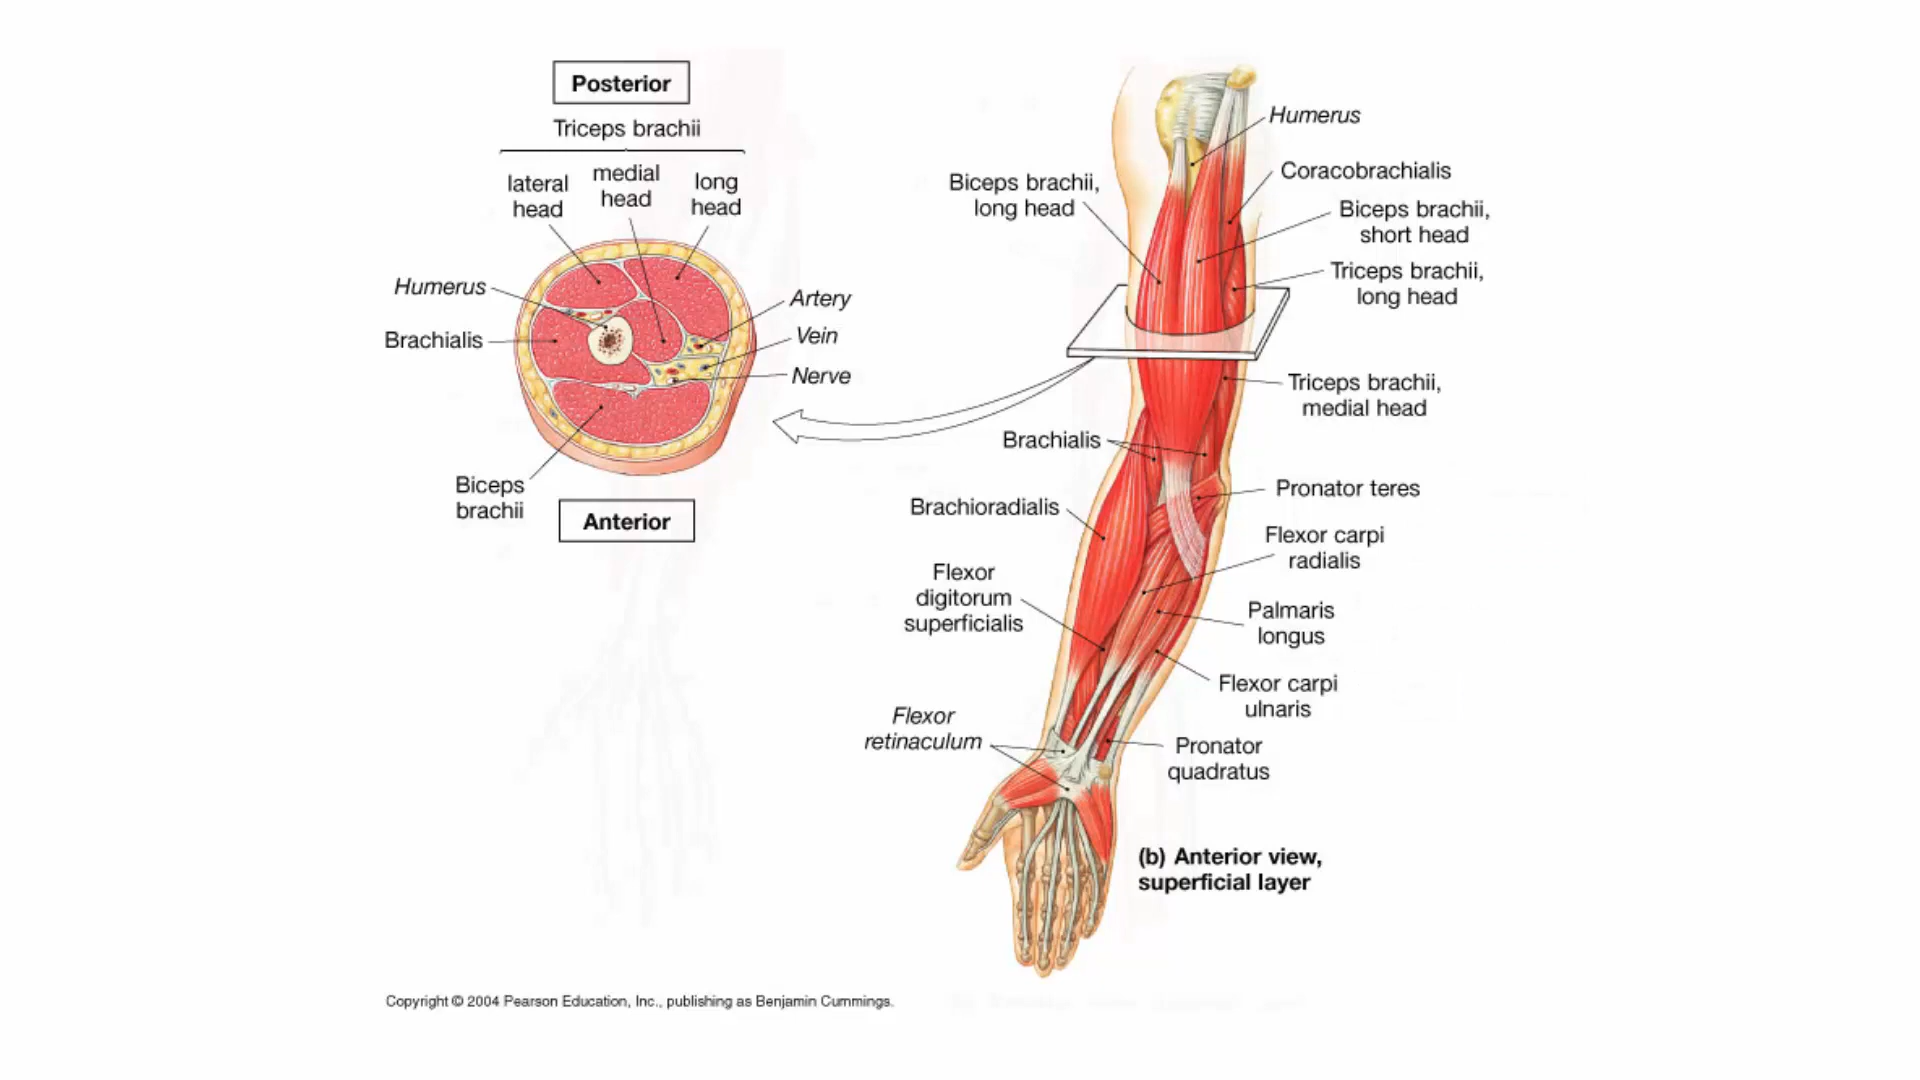 Posterior
Triceps brachii
lateral
head
medial
head
long
head
Humerus
Brachialis
Artery
Vein
Nerve
Biceps
brachii
Anterior
Humerus
Coracobrachialis
Biceps brachii,
long head
Biceps brachii,
short head
Triceps brachii,
long head
Triceps brachii,
medial head
Brachialis
Pronator teres
Brachioradialis
Flexor carpi
radialis
Flexor
digitorum
superficialis
Palmaris
longus
Flexor carpi
ulnaris
Flexor
retinaculum
Pronator
quadratus
(b) Anterior view,
superficial layer
Copyright © 2004 Pearson Education, Inc., publishing as Benjamin Cummings.